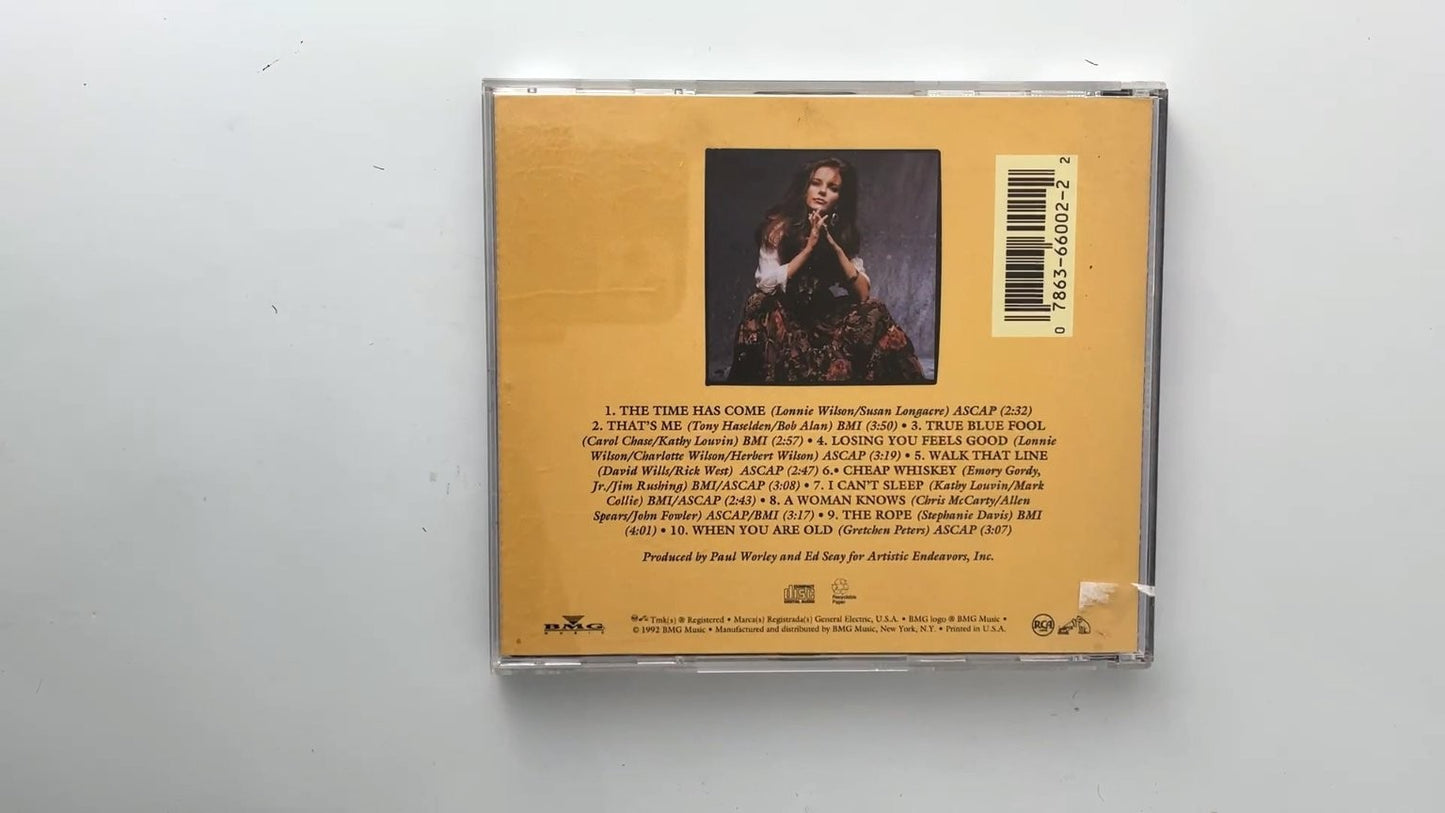 0 7863-66002-2 2
1. THE TIME HAS COME (Lonnie Wilson/Susan Longacre) ASCAP (2:32)
2. THAT'S ME (Tony Haselden/Bob Alan) BMI (3:50) • 3. TRUE BLUE FOOL
(Carol Chase/Kathy Louvin) BMI (2:57) • 4. LOSING YOU FEELS GOOD (Lonnie
Wilson/Charlotte Wilson/Herbert Wilson) ASCAP (3:19) • 5. WALK THAT LINE
(David Wills/Rick West) ASCAP (2:47) 6.• CHEAP WHISKEY (Emory Gordy,
Jr./Jim Rushing) BMI/ASCAP (3:08) • 7. I CAN'T SLEEP (Kathy Louvin/Mark
Collie) BMI/ASCAP (2:43) • 8. A WOMAN KNOWS (Chris McCarty/Allen
Spears/John Fowler) ASCAP/BMI (3:17) • 9. THE ROPE (Stephanie Davis) BMI
(4:01) • 10. WHEN YOU ARE OLD (Gretchen Peters) ASCAP (3:07)
Produced by Paul Worley and Ed Seay for Artistic Endeavors, Inc.
COMPACT
disc
DIGITAL AUDIO
Recyclable
Paper
BMG
MUSIC
Tmk(s) ® Registered • Marca(s) Registrada(s) General Electric, U.S.A. • BMG logo ® BMG Music •
© 1992 BMG Music • Manufactured and distributed by BMG Music, New York, N.Y. • Printed in U.S.A.
RCA